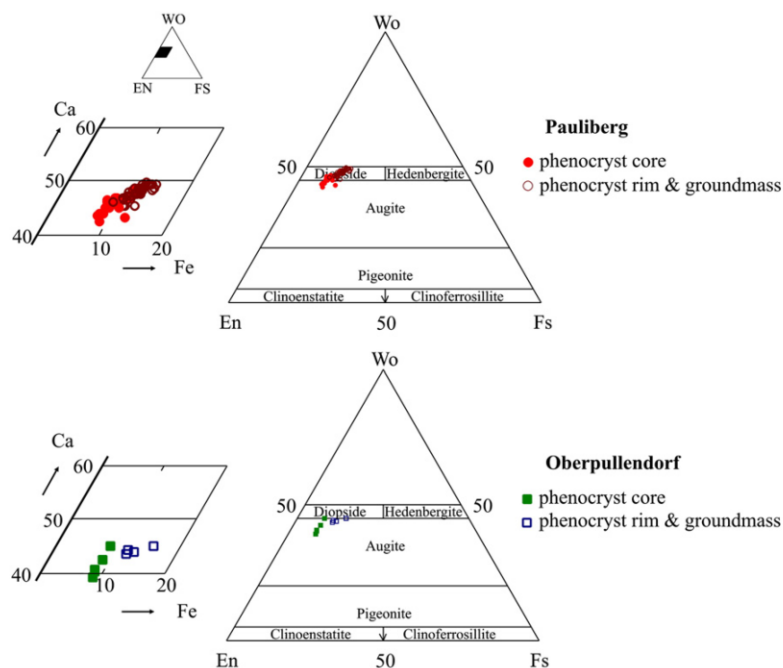 WO
EN FS
Ca
60
50
40
10 20
Fe
Wo
50 50
Diopside Hedenbergite
Augite
Pigeonite
Clinoenstatite Clinoferrosillite
En 50 Fs
Pauliberg
phenocryst core
phenocryst rim & groundmass
Ca
60
50
40
10 20
Fe
Wo
50 50
Diopside Hedenbergite
Augite
Pigeonite
Clinoenstatite Clinoferrosillite
En 50 Fs
Oberpullendorf
phenocryst core
phenocryst rim & groundmass